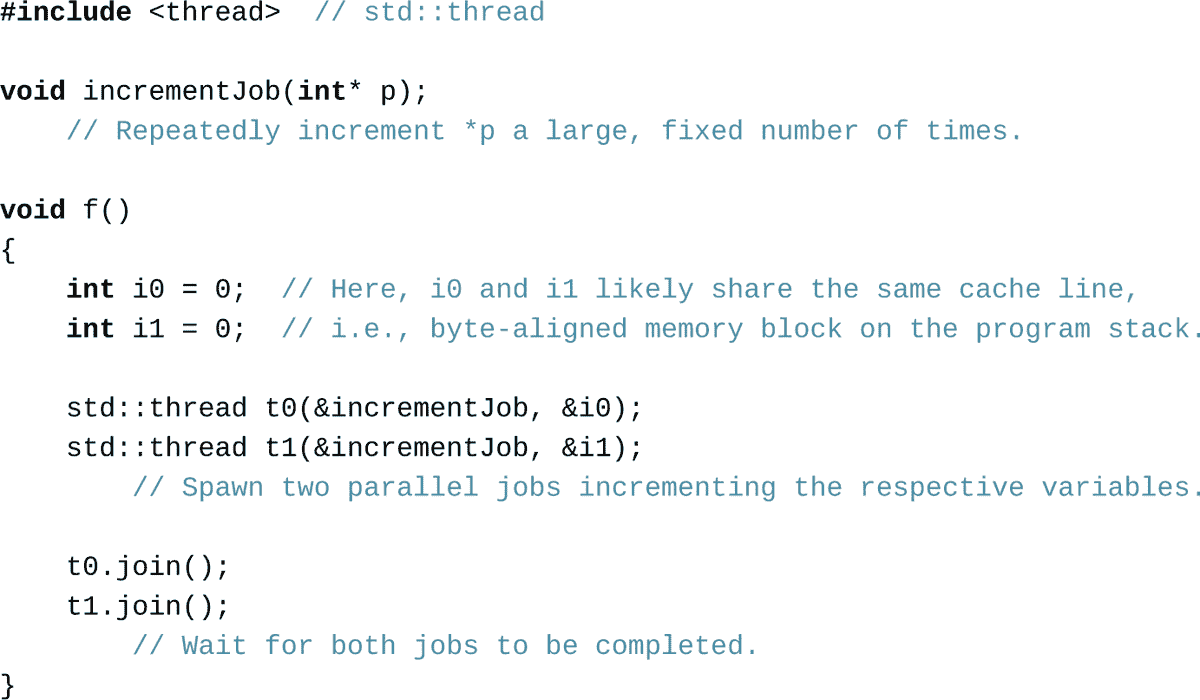 #include <thread>  // std::thread

void incrementJob(int* p);
    // Repeatedly increment *p a large, fixed number of times.

void f()
{
    int i0 = 0;  // Here, i0 and i1 likely share the same cache line,
    int i1 = 0;  // i.e., byte-aligned memory block on the program stack.

    std::thread t0(&incrementJob, &i0);
    std::thread t1(&incrementJob, &i1);
        // Spawn two parallel jobs incrementing the respective variables.

    t0.join();
    t1.join();
        // Wait for both jobs to be completed.
}